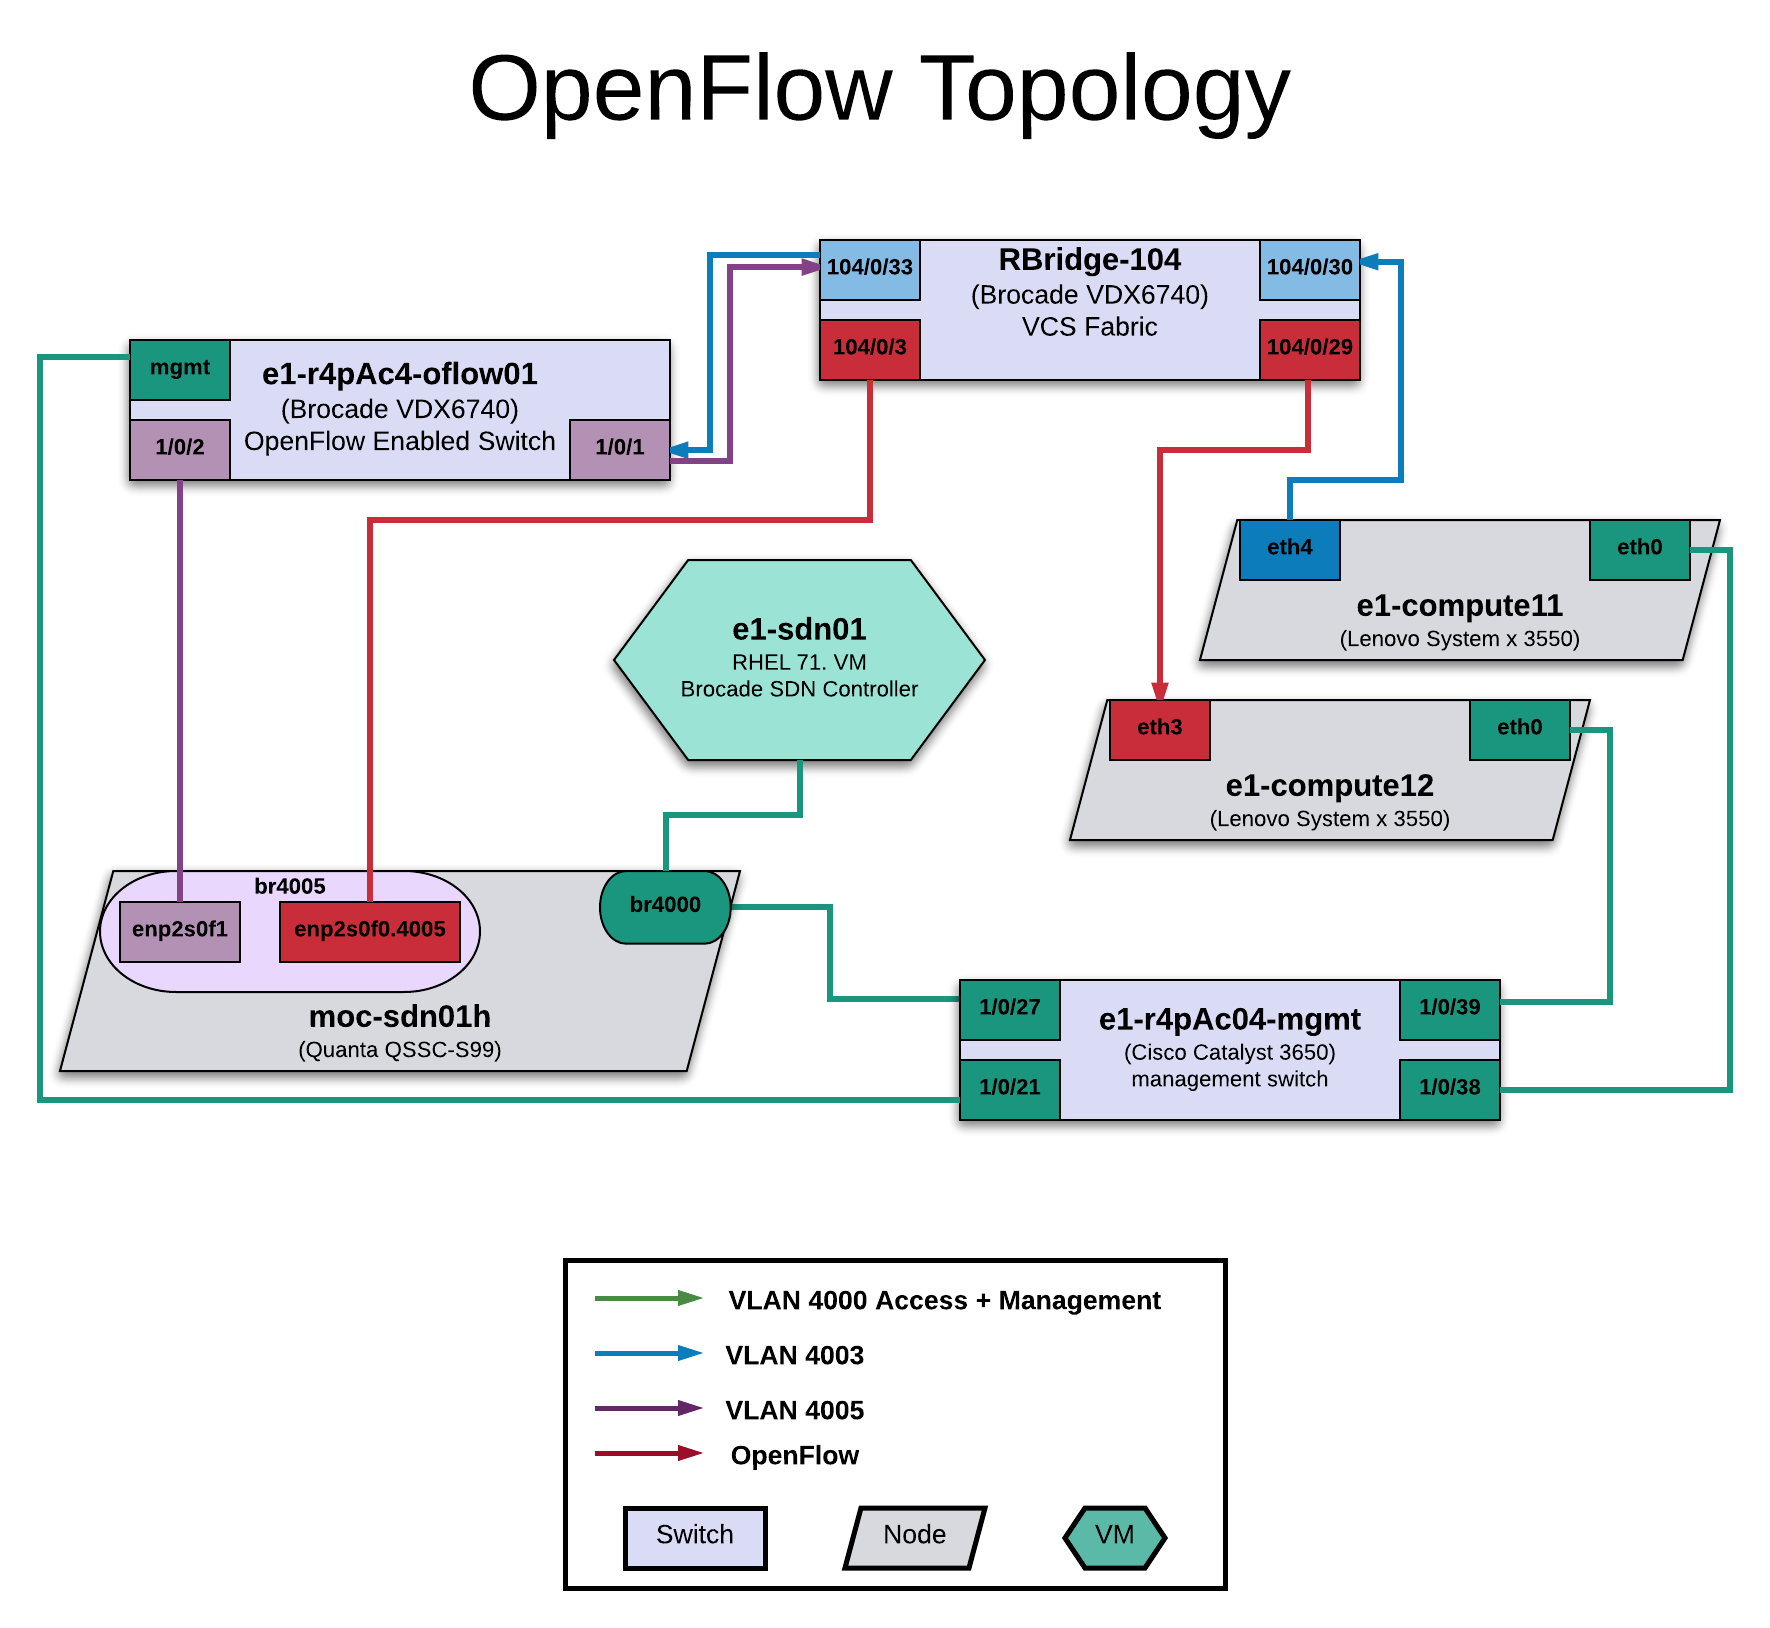 OpenFlow Topology
104/0/33
RBridge-104
(Brocade VDX6740)
VCS Fabric
104/0/30
104/0/3
104/0/29
mgmt
e1-r4pAc4-oflow01
(Brocade VDX6740)
OpenFlow Enabled Switch
1/0/2
1/0/1
eth4
eth0
e1-compute11
(Lenovo System x 3550)
e1-sdn01
RHEL 71. VM
Brocade SDN Controller
eth3
eth0
e1-compute12
(Lenovo System x 3550)
br4005
enp2s0f1
enp2s0f0.4005
br4000
moc-sdn01h
(Quanta QSSC-S99)
1/0/27
e1-r4pAc04-mgmt
(Cisco Catalyst 3650)
management switch
1/0/39
1/0/21
1/0/38
VLAN 4000 Access + Management
VLAN 4003
VLAN 4005
OpenFlow
Switch
Node
VM